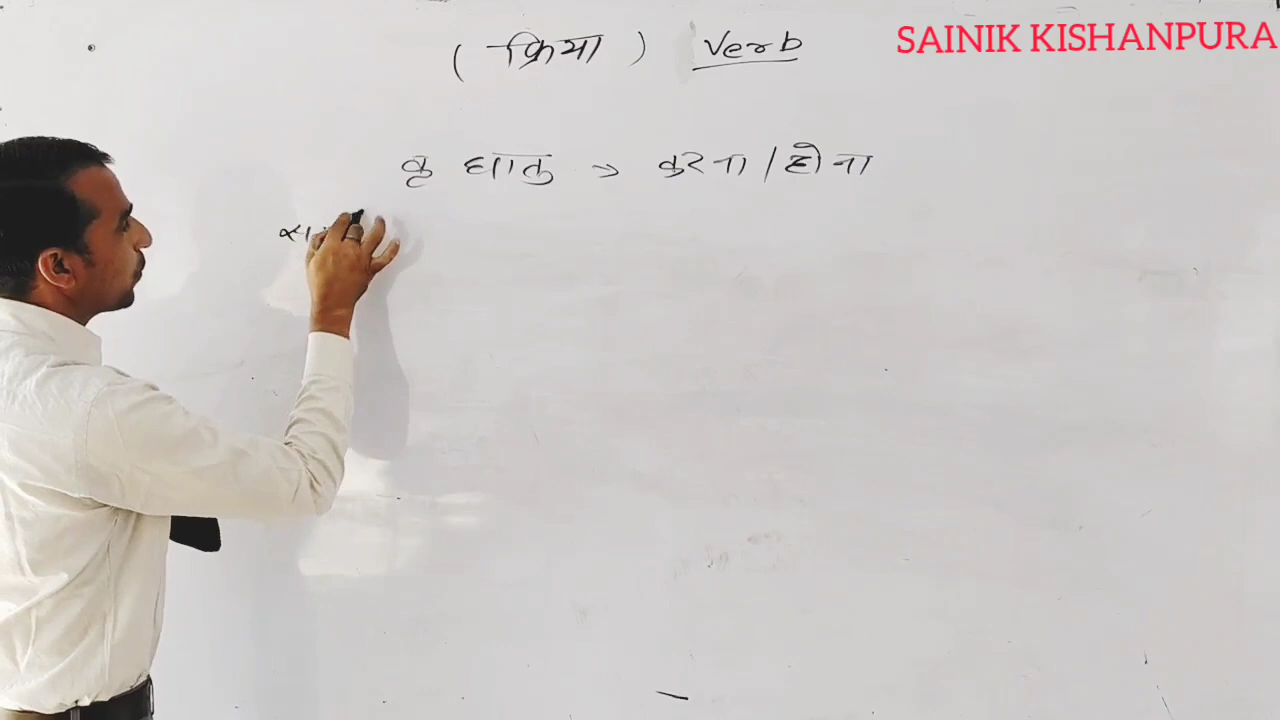 SAINIK KISHANPURA
( क्रिया ) Verb
कृ धातु → करना / होना